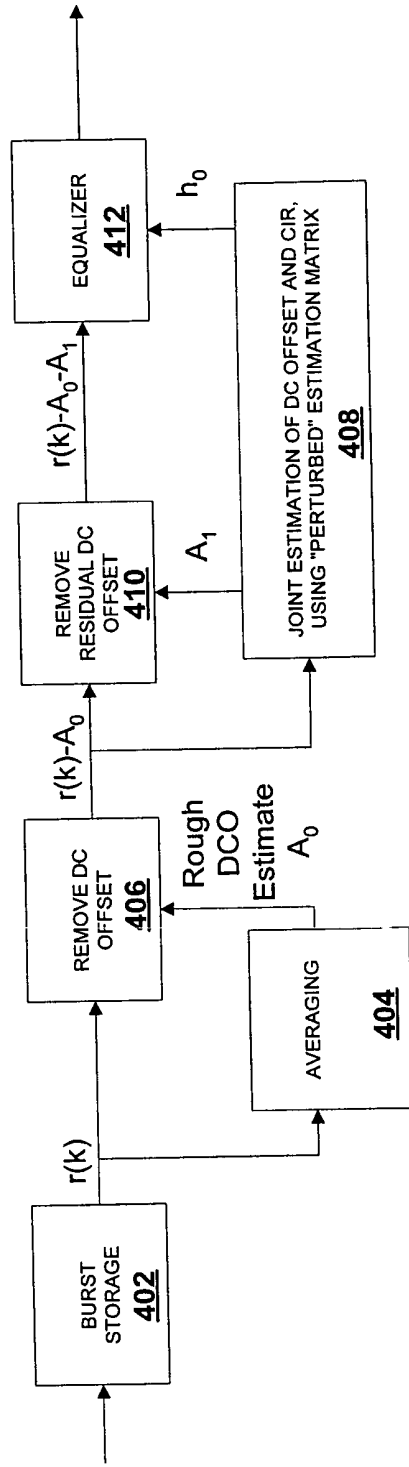 BURST
STORAGE
402
r(k)
AVERAGING
404
Rough
DCO
Estimate
A₀
REMOVE DC
OFFSET
406
r(k)-A₀
JOINT ESTIMATION OF DC OFFSET AND CIR,
USING "PERTURBED" ESTIMATION MATRIX
408
A₁
REMOVE
RESIDUAL DC
OFFSET
410
r(k)-A₀-A₁
h₀
EQUALIZER
412